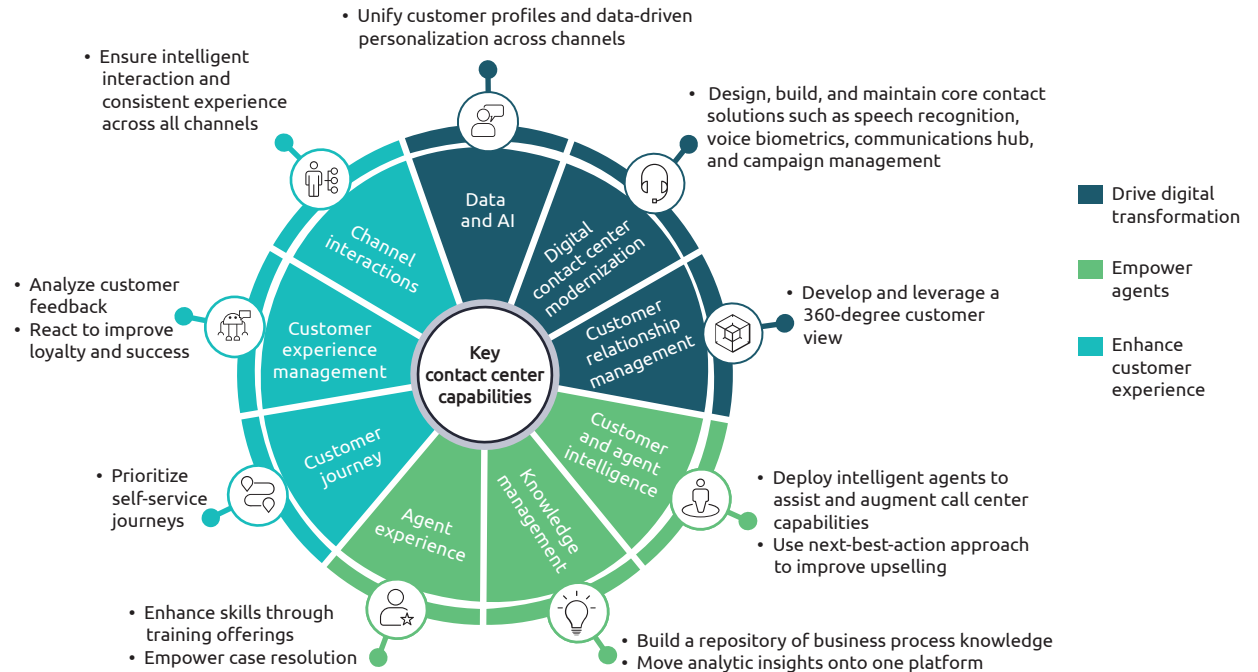 • Unify customer profiles and data-driven
personalization across channels
• Ensure intelligent
interaction and
consistent experience
across all channels
• Design, build, and maintain core contact
solutions such as speech recognition,
voice biometrics, communications hub,
and campaign management
Data
and AI
Digital
contact center
modernization
Channel
interactions
Drive digital
transformation
Empower
agents
Enhance
customer
experience
• Analyze customer
feedback
• React to improve
loyalty and success
Customer
experience
management
Key
contact center
capabilities
Customer
relationship
management
• Develop and leverage a
360-degree customer
view
• Prioritize
self-service
journeys
Customer
journey
Agent
experience
Knowledge
management
Customer
and agent
intelligence
• Deploy intelligent agents to
assist and augment call center
capabilities
• Use next-best-action approach
to improve upselling
• Enhance skills through
training offerings
• Empower case resolution
• Build a repository of business process knowledge
• Move analytic insights onto one platform